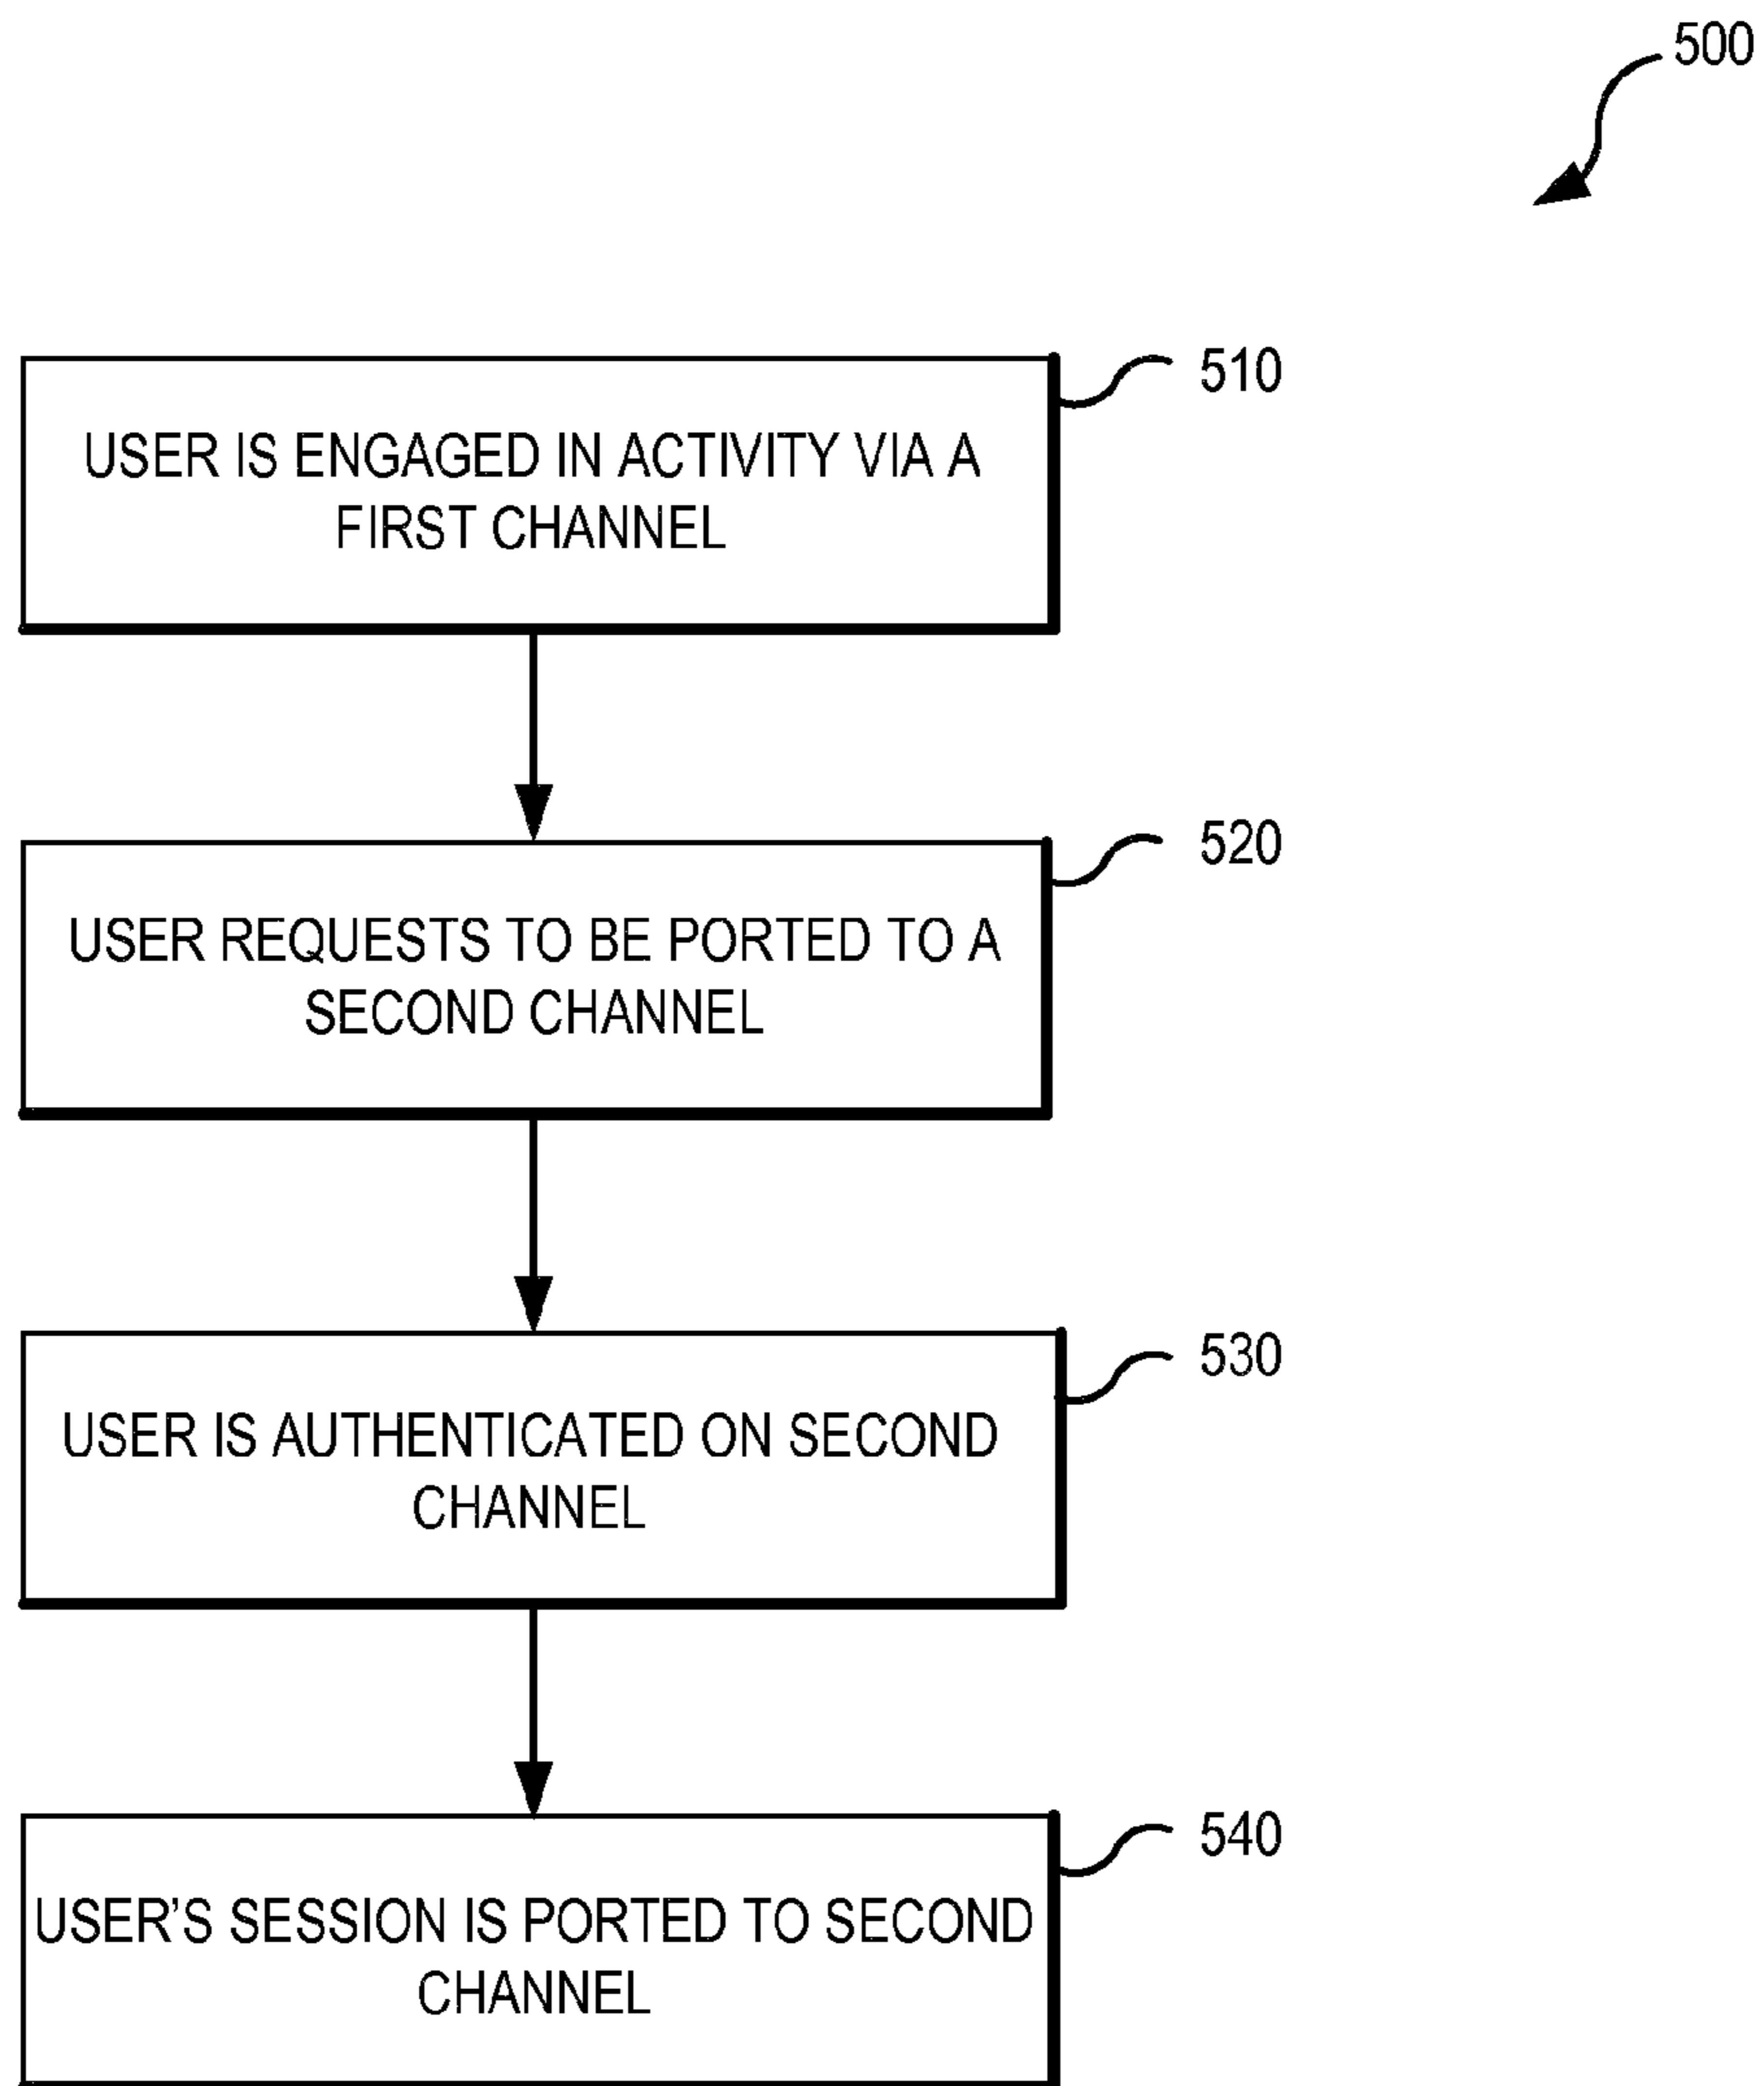 500
510
USER IS ENGAGED IN ACTIVITY VIA A
FIRST CHANNEL
520
USER REQUESTS TO BE PORTED TO A
SECOND CHANNEL
530
USER IS AUTHENTICATED ON SECOND
CHANNEL
540
USER'S SESSION IS PORTED TO SECOND
CHANNEL